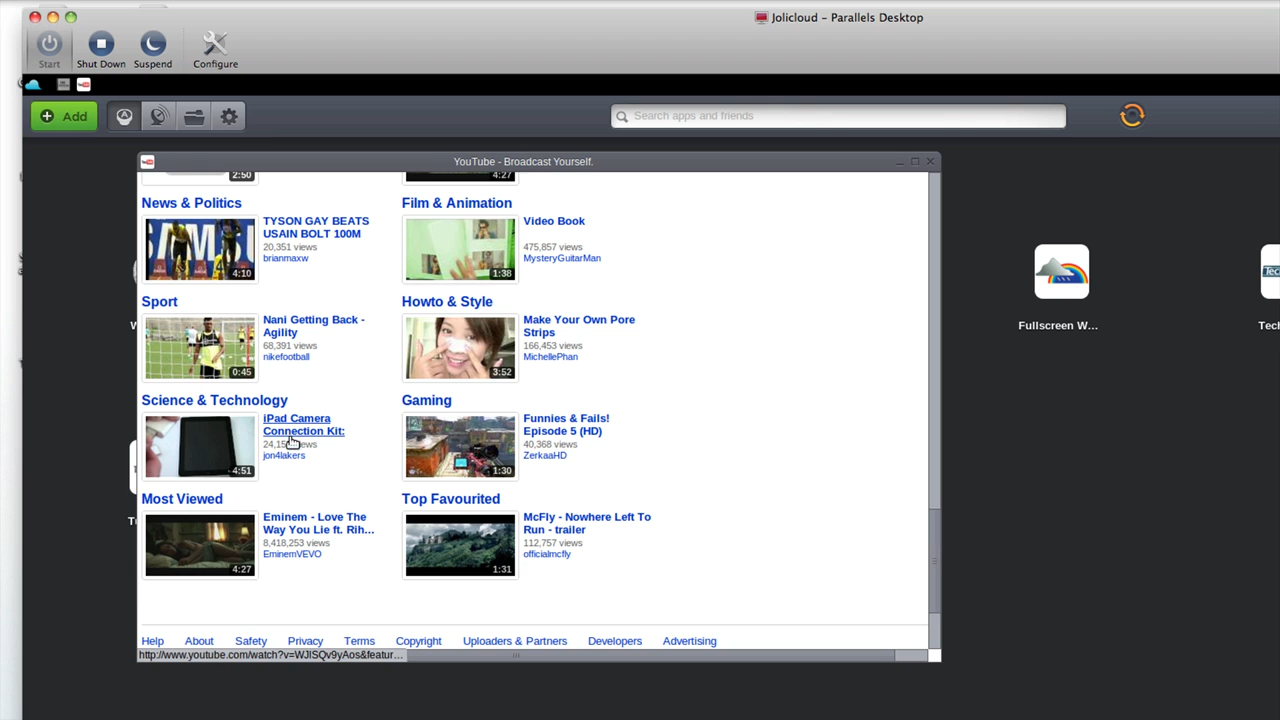 Jolicloud – Parallels Desktop
Start Shut Down Suspend Configure
Add Search apps and friends
YouTube - Broadcast Yourself.
2:50 4:27
News & Politics
TYSON GAY BEATS
USAIN BOLT 100M
20,351 views
brianmaxw
4:10
Film & Animation
Video Book
475,857 views
MysteryGuitarMan
1:38
Sport
Nani Getting Back -
Agility
68,391 views
nikefootball
0:45
Howto & Style
Make Your Own Pore
Strips
166,453 views
MichellePhan
3:52
Science & Technology
iPad Camera
Connection Kit:
jon4lakers
4:51
Gaming
Funnies & Fails!
Episode 5 (HD)
40,368 views
ZerkaaHD
1:30
Most Viewed
Eminem - Love The
Way You Lie ft. Rih...
8,418,253 views
EminemVEVO
4:27
Top Favourited
McFly - Nowhere Left To
Run - trailer
112,757 views
officialmcfly
1:31
Help About Safety Privacy Terms Copyright Uploaders & Partners Developers Advertising
http://www.youtube.com/watch?v=WJlSQv9yAos&featur...
Fullscreen W...